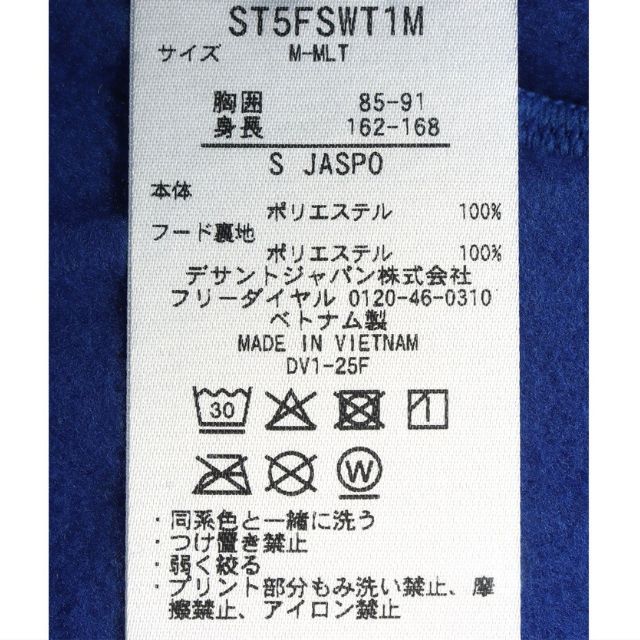 ST5FSWT1M
サイズ M-MLT
胸囲 85-91
身長 162-168
S JASPO
本体
ポリエステル 100%
フード裏地
ポリエステル 100%
デサントジャパン株式会社
フリーダイヤル 0120-46-0310
ベトナム製
MADE IN VIETNAM
DV1-25F
30
W
・同系色と一緒に洗う
・つけ置き禁止
・弱く絞る
・プリント部分もみ洗い禁止、摩
擦禁止、アイロン禁止